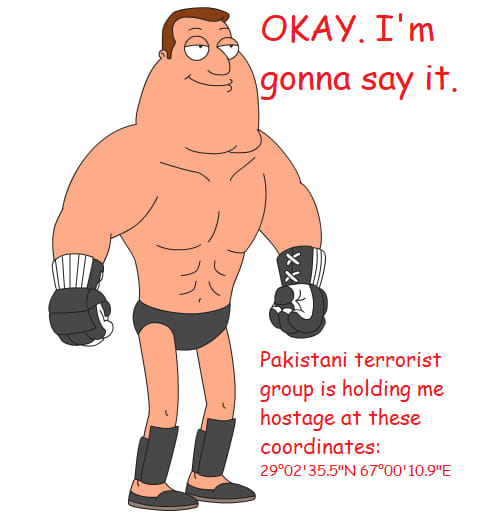 OKAY. I'm
gonna say it.
Pakistani terrorist
group is holding me
hostage at these
coordinates:
29°02'35.5"N 67°00'10.9"E